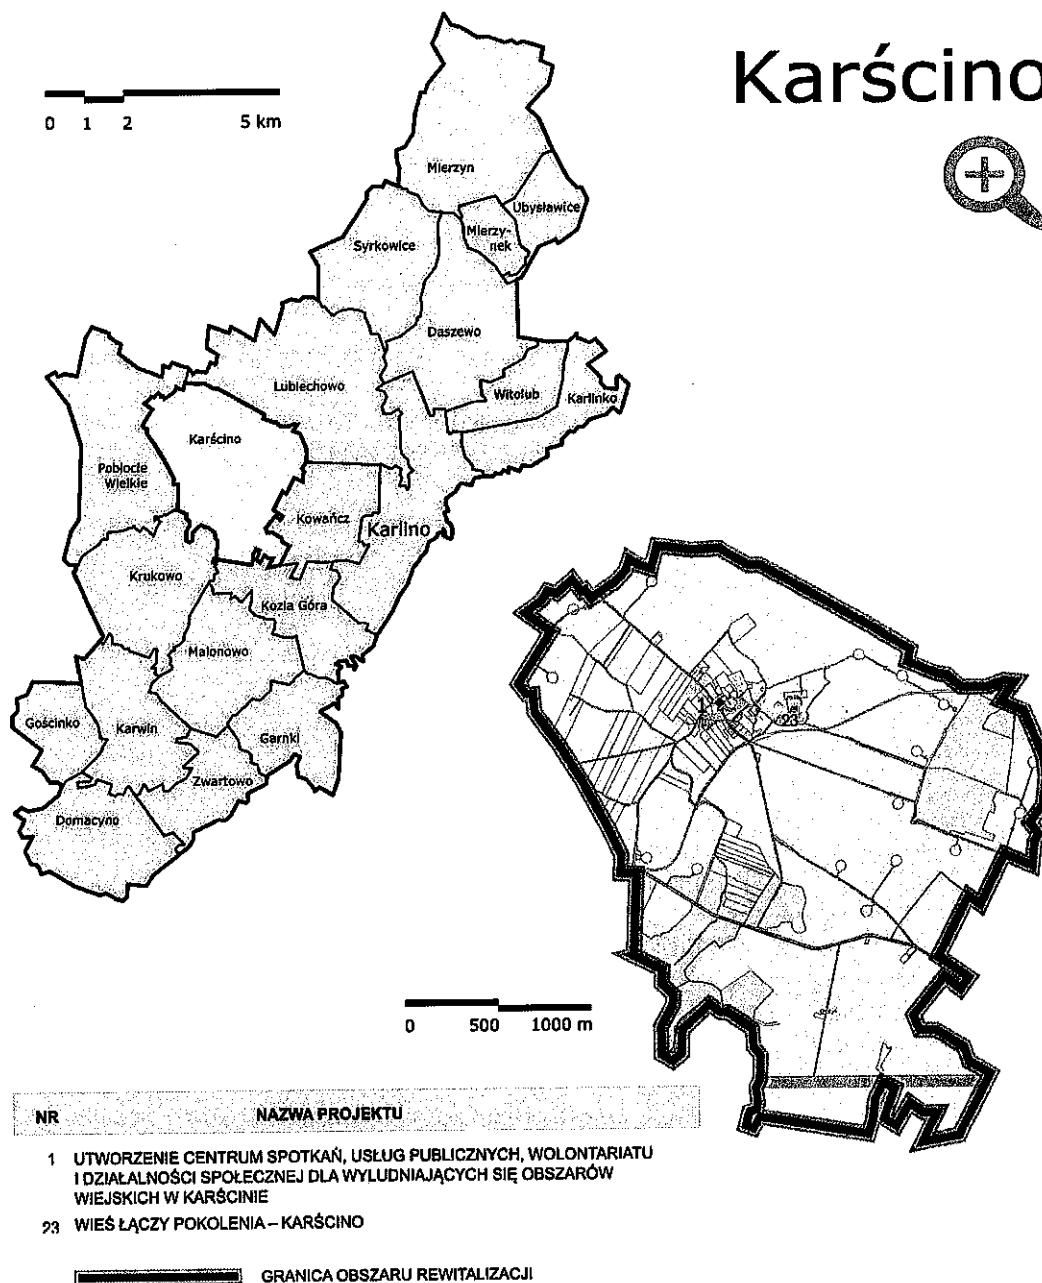 Karścino
0 1 2 5 km
Mierzyn
Ubysławice
Mierzy-
nek
Syrkowice
Daszewo
Lubiechowo
Witolub
Karlinko
Karścino
Pobłocie
Wielkie
Kowańcz
Karlino
Krukowo
Kozia Góra
Malonowo
Gościnko
Karwin
Garnki
Zwartowo
Domacyno
1
23
0 500 1000 m
NR NAZWA PROJEKTU
1 UTWORZENIE CENTRUM SPOTKAŃ, USŁUG PUBLICZNYCH, WOLONTARIATU
I DZIAŁALNOŚCI SPOŁECZNEJ DLA WYLUDNIAJĄCYCH SIĘ OBSZARÓW
WIEJSKICH W KARŚCINIE
23 WIEŚ ŁĄCZY POKOLENIA – KARŚCINO
GRANICA OBSZARU REWITALIZACJI